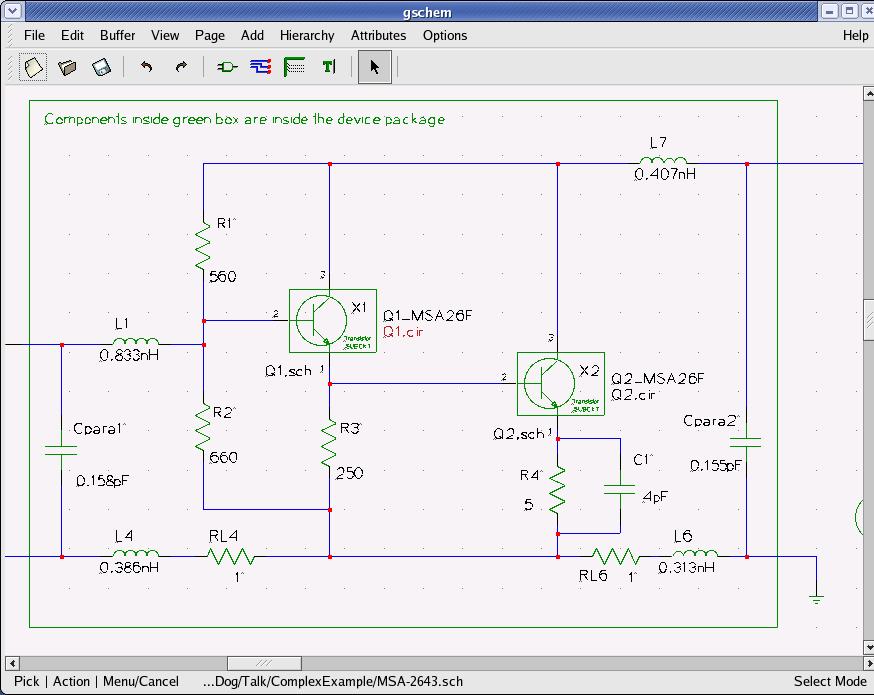 gschem
File Edit Buffer View Page Add Hierarchy Attributes Options Help
Components inside green box are inside the device package
L7
0.407nH
R1
560
3
2
X1
Transistor
SUBCKT
Q1_MSA26F
Q1.cir
Q1.sch 1
L1
0.833nH
3
2
X2
Transistor
SUBCKT
Q2_MSA26F
Q2.cir
Q2.sch 1
R2
660
R3
250
Cpara1
0.158pF
Cpara2
0.155pF
R4
5
C1
.4pF
L4
0.386nH
RL4
1
RL6 1
L6
0.313nH
Pick | Action | Menu/Cancel ...Dog/Talk/ComplexExample/MSA-2643.sch Select Mode